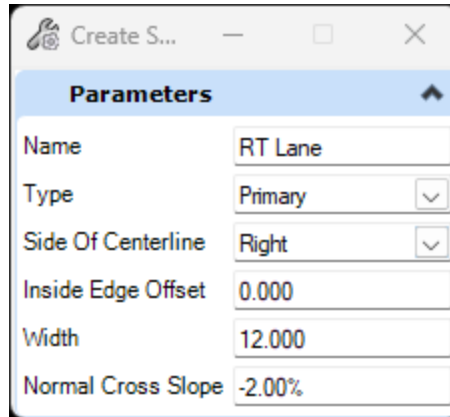 Create S...
Parameters
Name RT Lane
Type Primary
Side Of Centerline Right
Inside Edge Offset 0.000
Width 12.000
Normal Cross Slope -2.00%